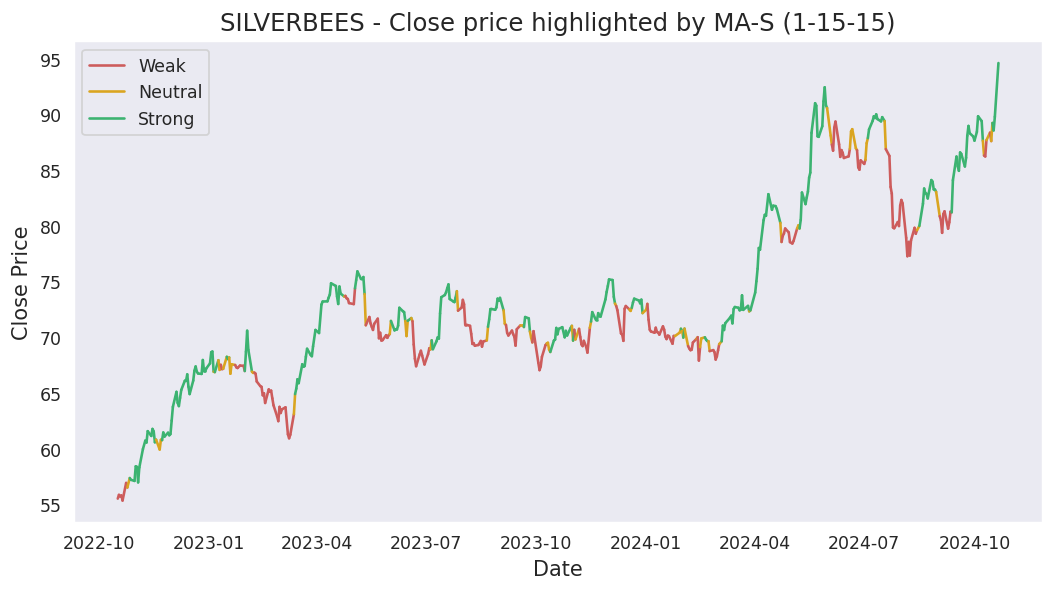 SILVERBEES - Close price highlighted by MA-S (1-15-15)
Weak
Neutral
Strong
95
90
85
80
75
70
65
60
55
Close Price
2022-10 2023-01 2023-04 2023-07 2023-10 2024-01 2024-04 2024-07 2024-10
Date